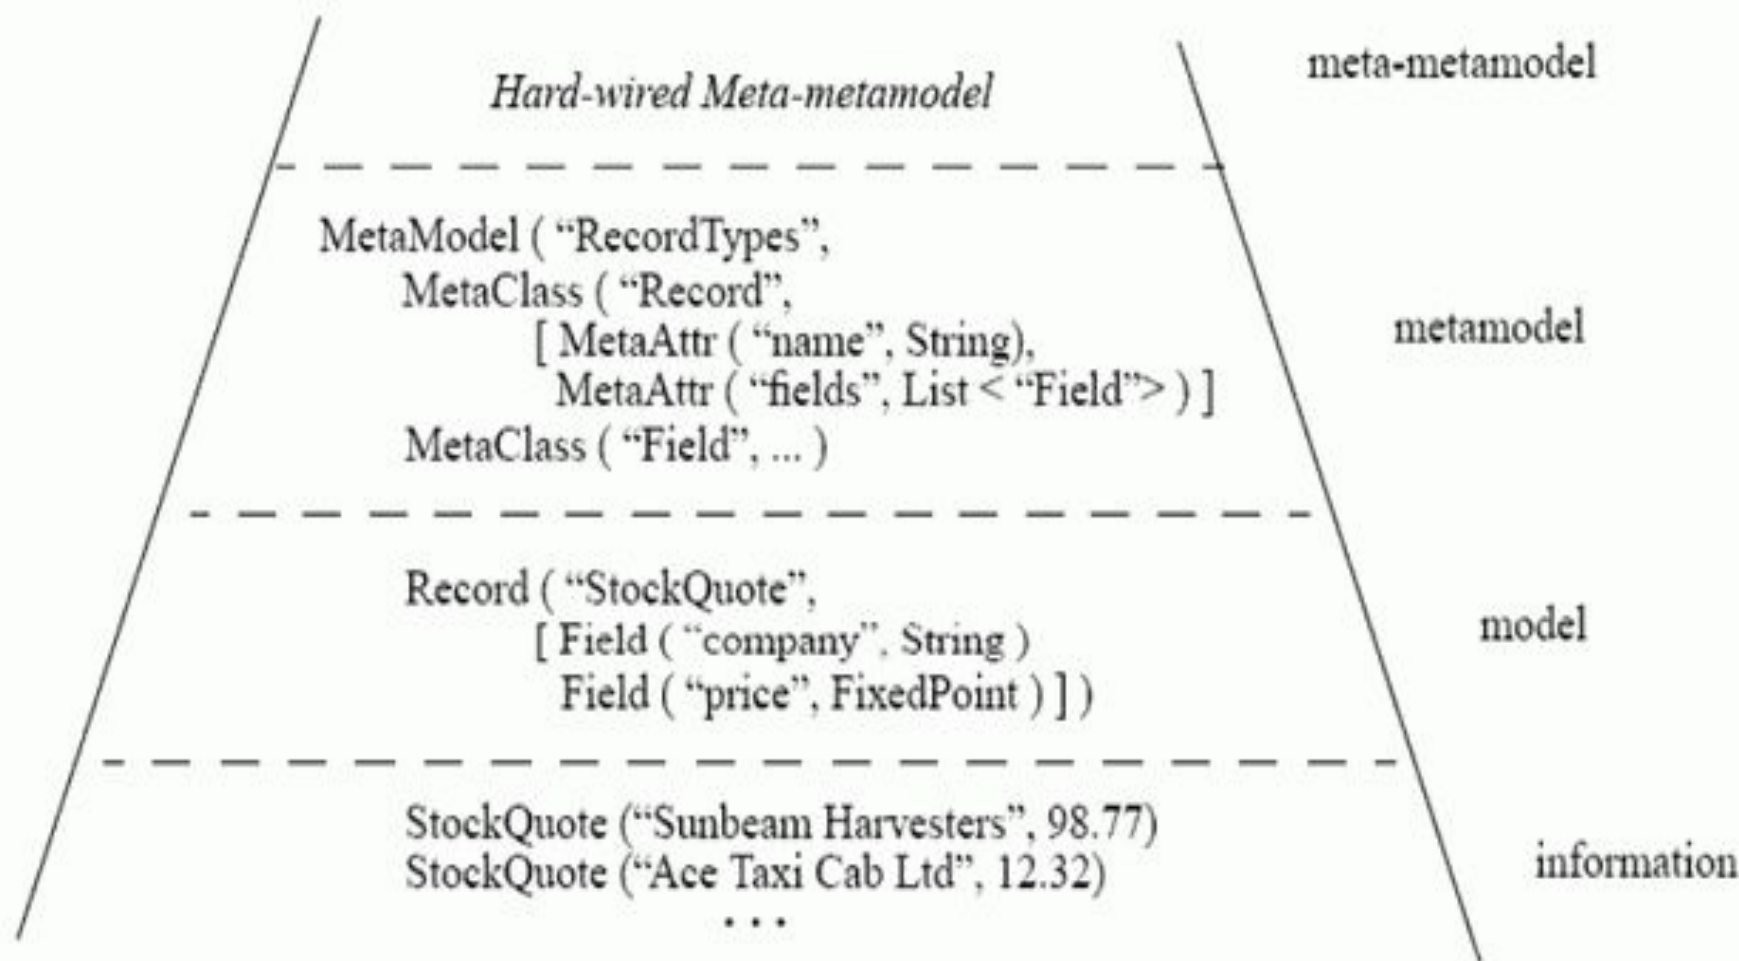 meta-metamodel
Hard-wired Meta-metamodel
MetaModel ( “RecordTypes”,
MetaClass ( “Record”,
[ MetaAttr ( “name”, String),
MetaAttr ( “fields”, List < “Field”> ) ]
MetaClass ( “Field”, ... )
metamodel
Record ( “StockQuote”,
[ Field ( “company”, String )
Field ( “price”, FixedPoint ) ] )
model
StockQuote (“Sunbeam Harvesters”, 98.77)
StockQuote (“Ace Taxi Cab Ltd”, 12.32)
. . .
information